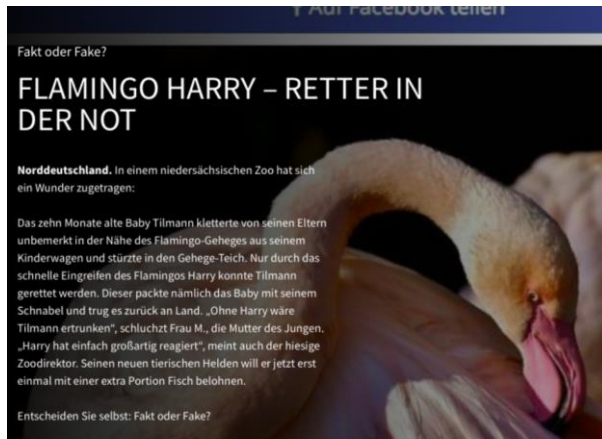 Auf Facebook teilen
Fakt oder Fake?
FLAMINGO HARRY – RETTER IN
DER NOT
Norddeutschland. In einem niedersächsischen Zoo hat sich
ein Wunder zugetragen:
Das zehn Monate alte Baby Tilmann kletterte von seinen Eltern
unbemerkt in der Nähe des Flamingo-Geheges aus seinem
Kinderwagen und stürzte in den Gehege-Teich. Nur durch das
schnelle Eingreifen des Flamingos Harry konnte Tilmann
gerettet werden. Dieser packte nämlich das Baby mit seinem
Schnabel und trug es zurück an Land. „Ohne Harry wäre
Tilmann ertrunken“, schluchzt Frau M., die Mutter des Jungen.
„Harry hat einfach großartig reagiert“, meint auch der hiesige
Zoodirektor. Seinen neuen tierischen Helden will er jetzt erst
einmal mit einer extra Portion Fisch belohnen.
Entscheiden Sie selbst: Fakt oder Fake?